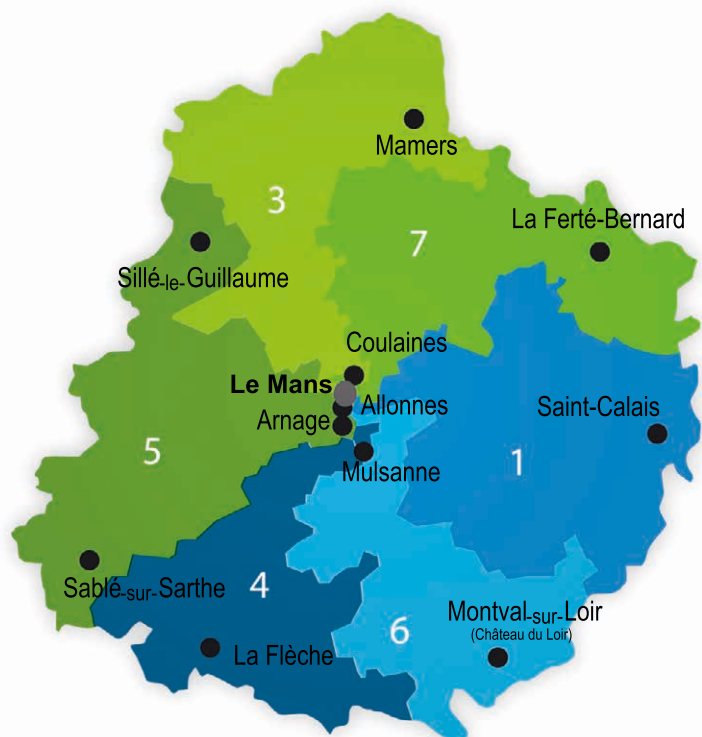 Mamers
3
La Ferté-Bernard
7
Sillé-le-Guillaume
Coulaines
Le Mans
Allonnes
Saint-Calais
Arnage
5
Mulsanne
1
Sablé-sur-Sarthe
4
Montval-sur-Loir
(Château du Loir)
6
La Flèche